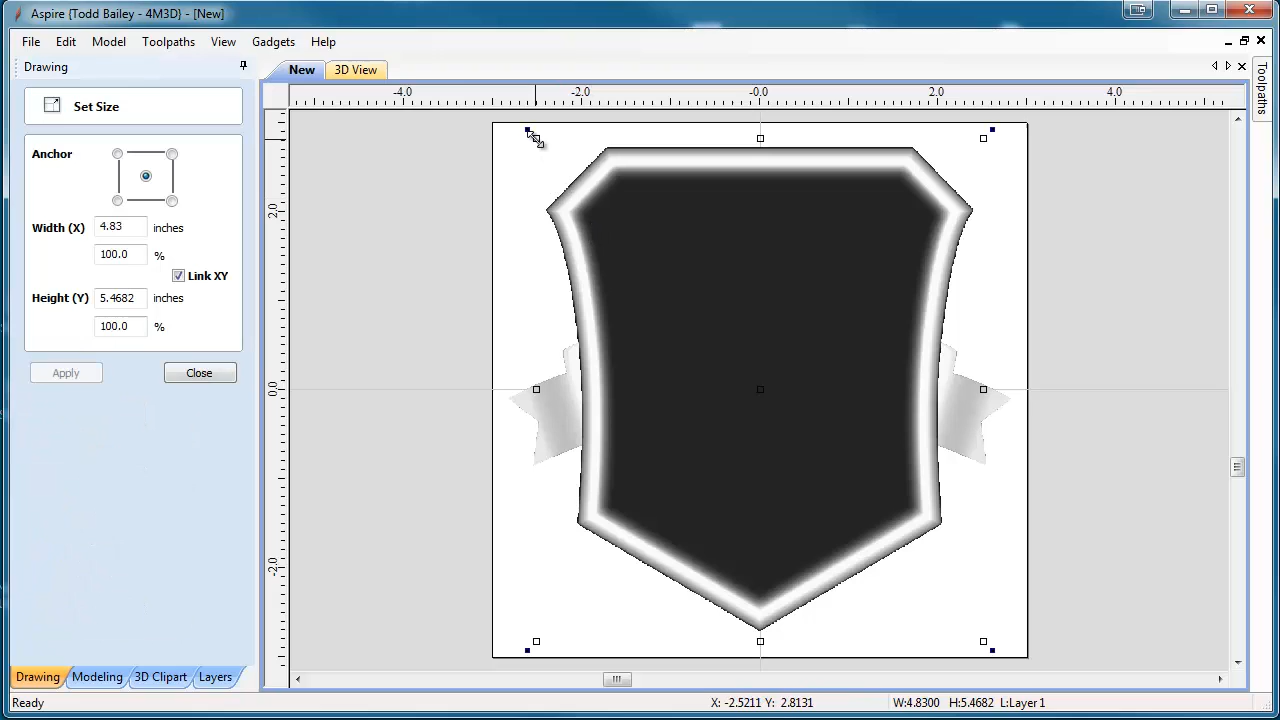 Aspire {Todd Bailey - 4M3D} - [New]
File Edit Model Toolpaths View Gadgets Help
Drawing
New 3D View
Toolpaths
Set Size
-4.0 -2.0 -0.0 2.0 4.0
Anchor
Width (X) 4.83 inches
100.0 %
Link XY
Height (Y) 5.4682 inches
100.0 %
Apply Close
2.0
0.0
-2.0
Drawing Modeling 3D Clipart Layers
Ready X: -2.5211 Y: 2.8131 W:4.8300 H:5.4682 L:Layer 1